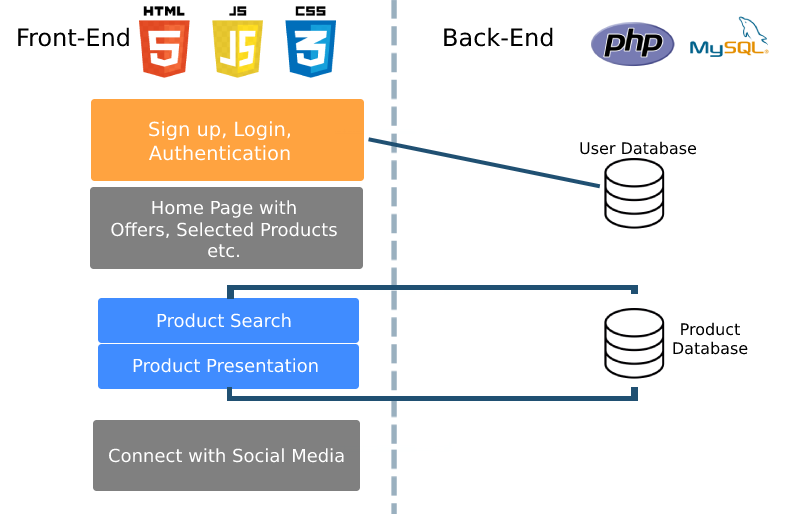 HTML
JS
CSS
Front-End
5
JS
3
Back-End
php
MySQL
Sign up, Login,
Authentication
User Database
Home Page with
Offers, Selected Products
etc.
Product Search
Product
Database
Product Presentation
Connect with Social Media